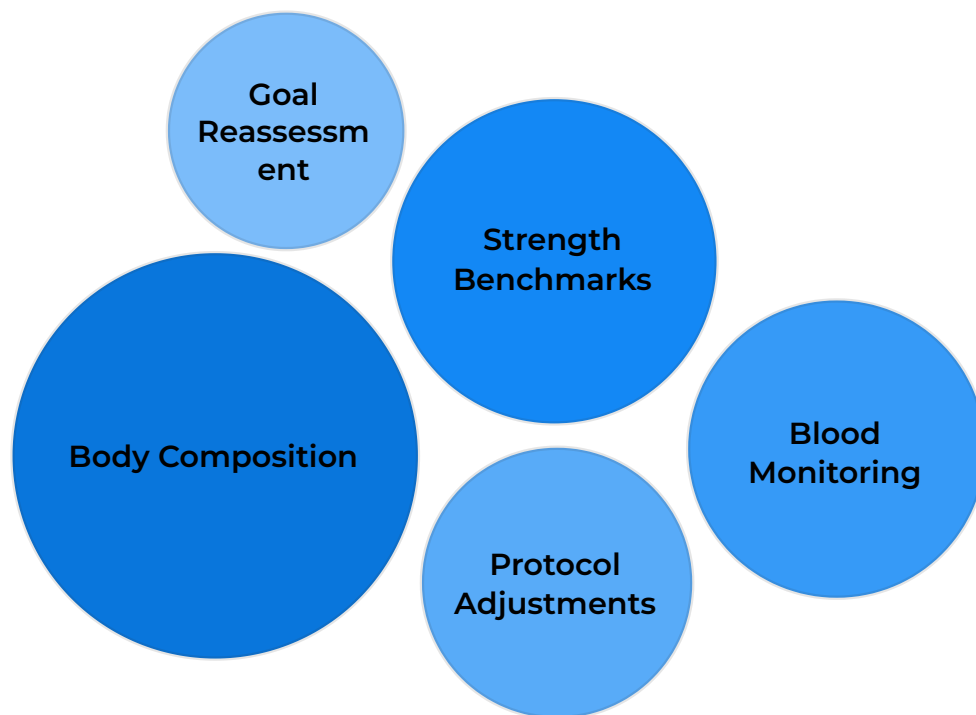 Goal
Reassessm
ent
Strength
Benchmarks
Body Composition
Blood
Monitoring
Protocol
Adjustments